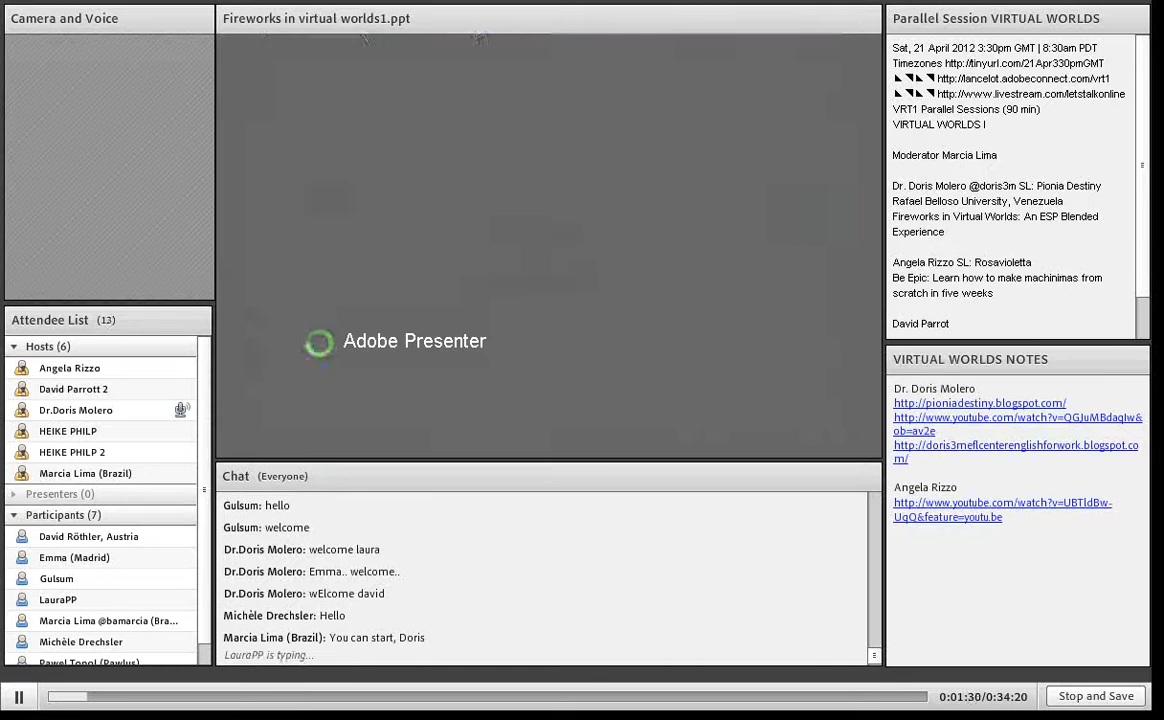 Camera and Voice
Fireworks in virtual worlds1.ppt
Parallel Session VIRTUAL WORLDS
Sat, 21 April 2012 3:30pm GMT | 8:30am PDT
Timezones http://tinyurl.com/21Apr330pmGMT
http://lancelot.adobeconnect.com/vrt1
http://www.livestream.com/letstalkonline
VRT1 Parallel Sessions (90 min)
VIRTUAL WORLDS I
Moderator Marcia Lima
Dr. Doris Molero @doris3m SL: Pionia Destiny
Rafael Belloso University, Venezuela
Fireworks in Virtual Worlds: An ESP Blended
Experience
Angela Rizzo SL: Rosavioletta
Be Epic: Learn how to make machinimas from
scratch in five weeks
David Parrot
Adobe Presenter
Attendee List (13)
Hosts (6)
Angela Rizzo
David Parrott 2
Dr.Doris Molero
HEIKE PHILP
HEIKE PHILP 2
Marcia Lima (Brazil)
Presenters (0)
Participants (7)
David Röthler, Austria
Emma (Madrid)
Gulsum
LauraPP
Marcia Lima @bamarcia (Bra...
Michèle Drechsler
Pawel Topol (Pawlus)
Chat (Everyone)
Gulsum: hello
Gulsum: welcome
Dr.Doris Molero: welcome laura
Dr.Doris Molero: Emma.. welcome..
Dr.Doris Molero: wElcome david
Michèle Drechsler: Hello
Marcia Lima (Brazil): You can start, Doris
LauraPP is typing...
VIRTUAL WORLDS NOTES
Dr. Doris Molero
http://pioniadestiny.blogspot.com/
http://www.youtube.com/watch?v=QGJuMBdaqIw&
ob=av2e
http://doris3meflcenterenglishforwork.blogspot.co
m/
Angela Rizzo
http://www.youtube.com/watch?v=UBTldBw-
UqQ&feature=youtu.be
0:01:30/0:34:20
Stop and Save